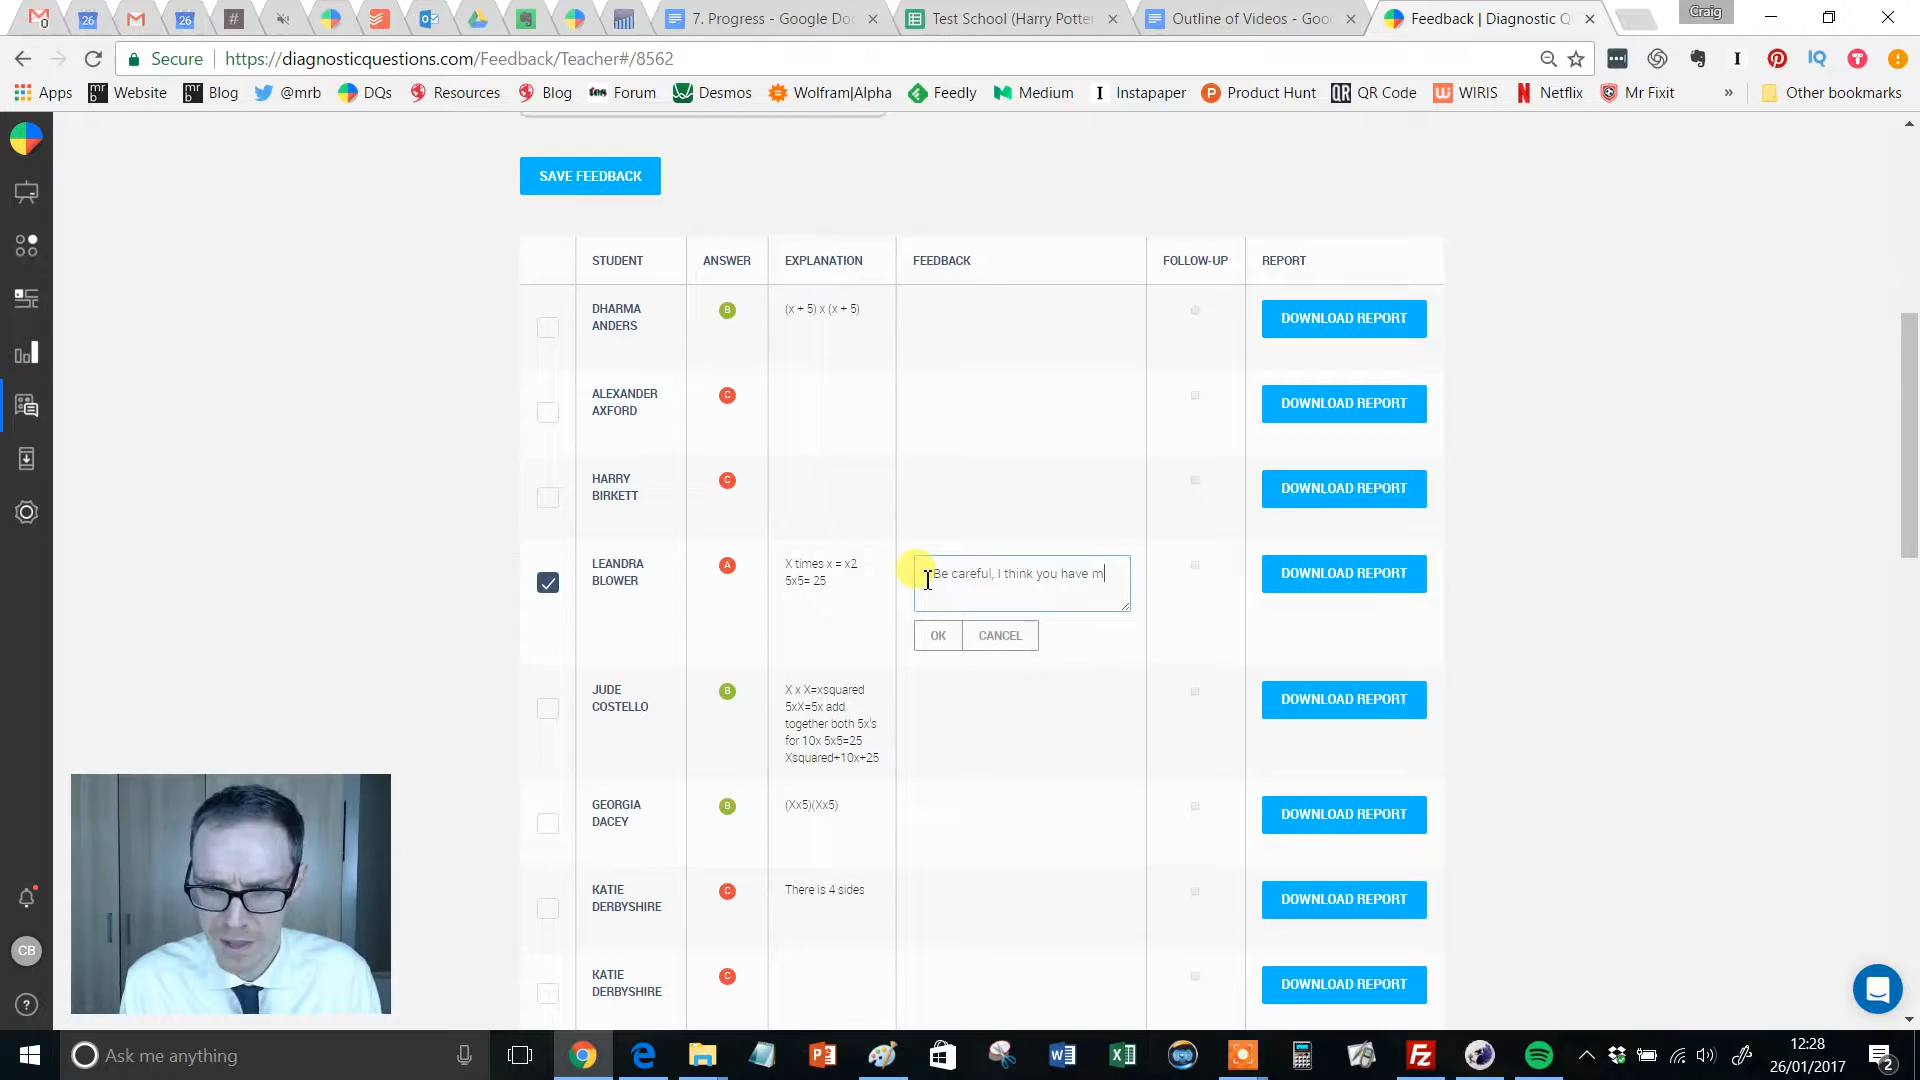 Craig
7. Progress - Google Doc
Test School (Harry Potter
Outline of Videos - Goo
Feedback | Diagnostic Q
Secure
https://diagnosticquestions.com/Feedback/Teacher#/8562
Apps
Website
Blog
@mrb
DQs
Resources
Blog
Forum
Desmos
Wolfram|Alpha
Feedly
Medium
Instapaper
Product Hunt
QR Code
WIRIS
Netflix
Mr Fixit
»
Other bookmarks
SAVE FEEDBACK
STUDENT ANSWER EXPLANATION FEEDBACK FOLLOW-UP REPORT
DHARMA ANDERS
B
(x + 5) x (x + 5)
DOWNLOAD REPORT
ALEXANDER AXFORD
C
DOWNLOAD REPORT
HARRY BIRKETT
C
DOWNLOAD REPORT
LEANDRA BLOWER
A
X times x = x2
5x5= 25
Be careful, I think you have m
OK
CANCEL
DOWNLOAD REPORT
JUDE COSTELLO
B
X x X=xsquared
5xX=5x add
together both 5x's
for 10x 5x5=25
Xsquared+10x+25
DOWNLOAD REPORT
GEORGIA DACEY
B
(Xx5)(Xx5)
DOWNLOAD REPORT
KATIE DERBYSHIRE
C
There is 4 sides
DOWNLOAD REPORT
KATIE DERBYSHIRE
C
DOWNLOAD REPORT
CB
Ask me anything
12:28
26/01/2017
2